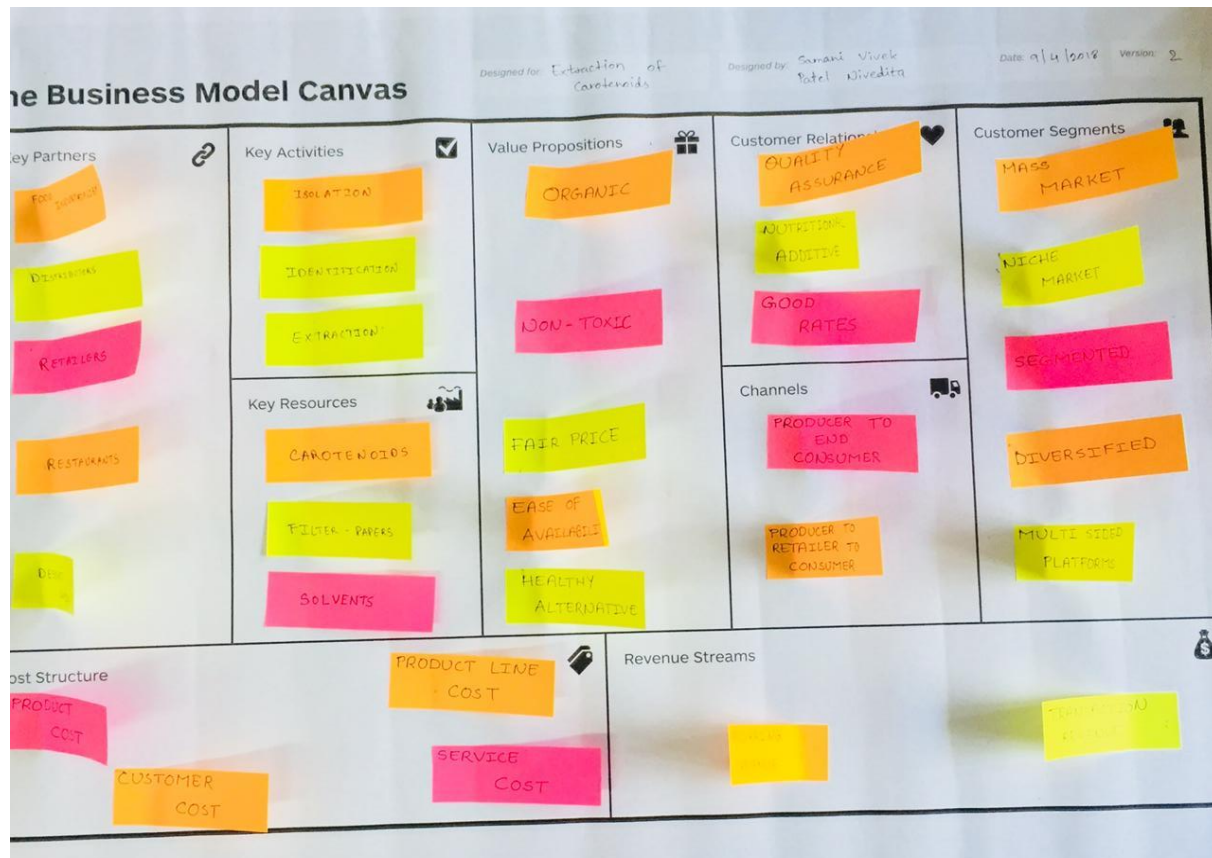 Designed for: Extraction of
Carotenoids
Designed by: Samani Vivek
Patel Nivedita
Date: 9/4/2018 Version: 2
he Business Model Canvas
ey Partners
FOOD
DISTRIBUTERS
RETAILERS
RESTAURANTS
Key Activities
ISOLATION
IDENTIFICATION
EXTRACTION
Key Resources
CAROTENOIDS
FILTER-PAPERS
SOLVENTS
Value Propositions
ORGANIC
NON-TOXIC
FAIR PRICE
EASE OF
AVAILABILI
HEALTHY
ALTERNATIVE
Customer Relation
QUALITY
ASSURANCE
NUTRITIONAL
ADDITIVE
GOOD
RATES
Channels
PRODUCER TO
END
CONSUMER
PRODUCER TO
RETAILER TO
CONSUMER
Customer Segments
MASS
MARKET
NICHE
MARKET
SEGMENTED
DIVERSIFIED
MULTI SIDED
PLATFORMS
ost Structure
PRODUCT
COST
CUSTOMER
COST
PRODUCT LINE
COST
SERVICE
COST
Revenue Streams
TRANSACTION